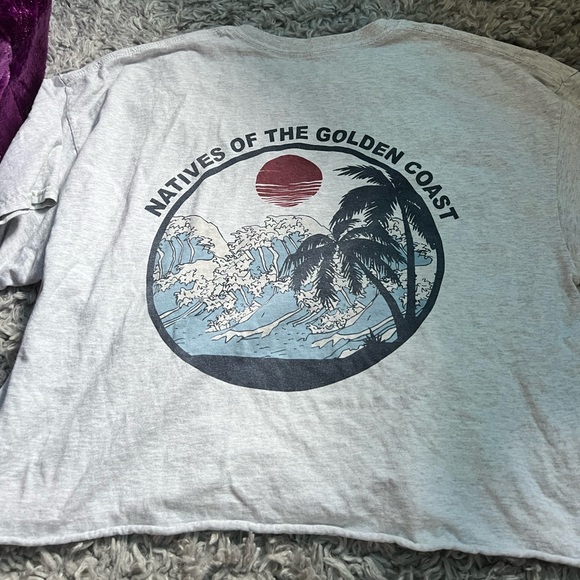 NATIVES OF THE GOLDEN COAST